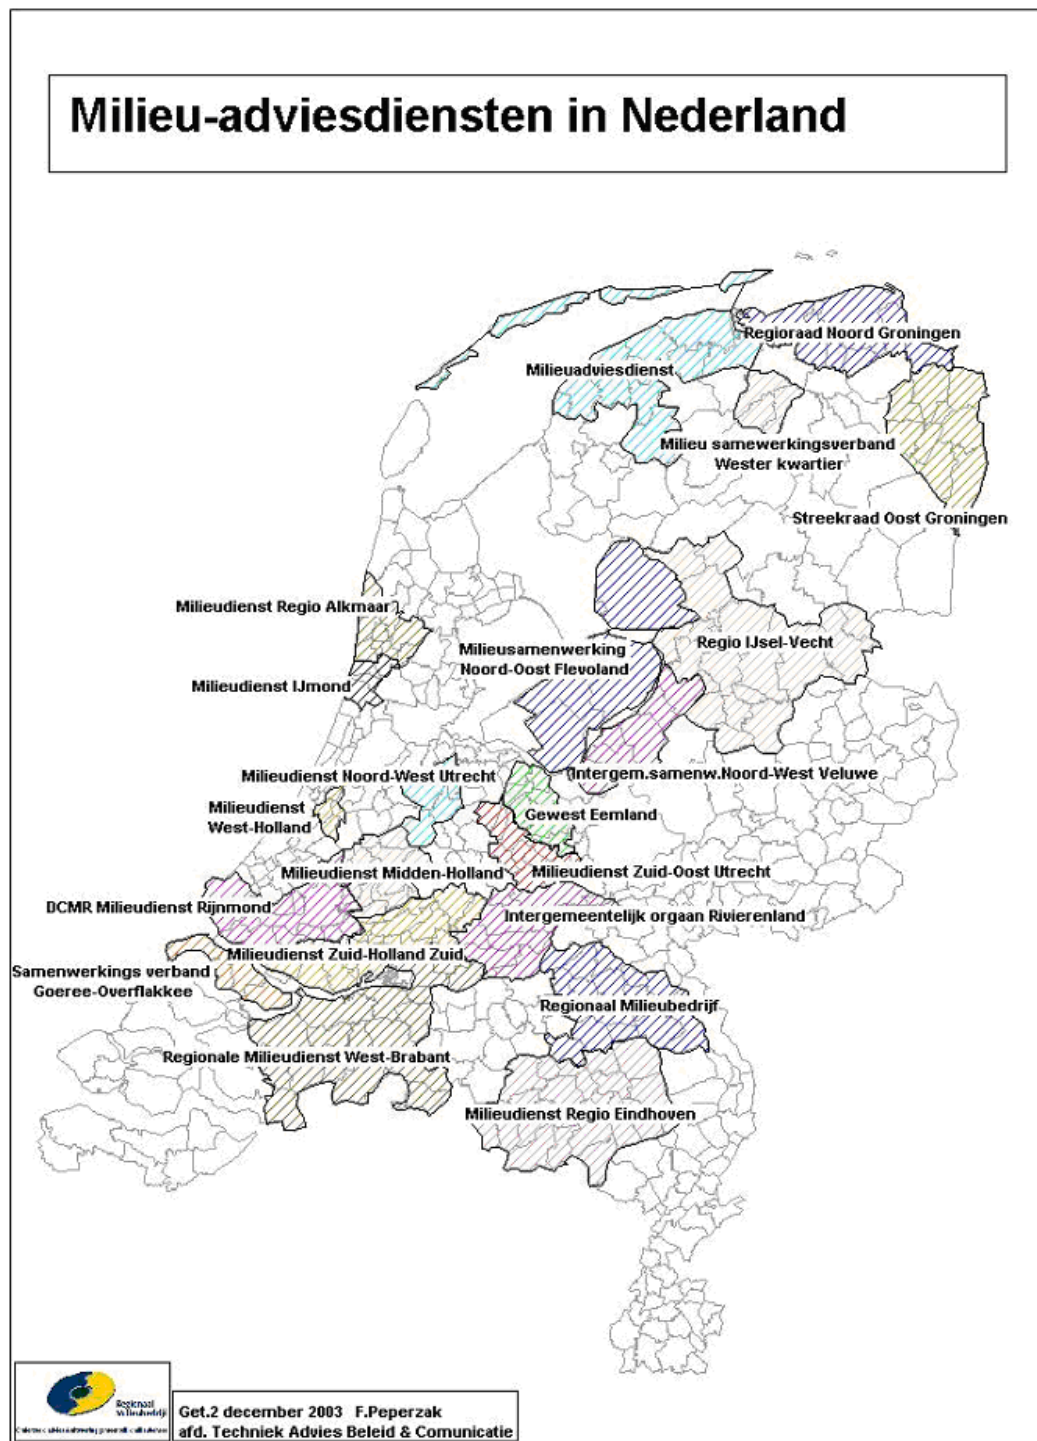 Milieu-adviesdiensten in Nederland
Regioraad Noord Groningen
Milieuadviesdienst
Milieu samewerkingsverband
Wester kwartier
Streekraad Oost Groningen
Milieudienst Regio Alkmaar
Milieusamenwerking
Noord-Oost Flevoland
Regio IJsel-Vecht
Milieudienst IJmond
Milieudienst Noord-West Utrecht
Intergem.samenw.Noord-West Veluwe
Milieudienst
West-Holland
Gewest Eemland
Milieudienst Midden-Holland
Milieudienst Zuid-Oost Utrecht
DCMR Milieudienst Rijnmond
Intergemeentelijk orgaan Rivierenland
Milieudienst Zuid-Holland Zuid
Samenwerkings verband
Goeree-Overflakkee
Regionaal Milieubedrijf
Regionale Milieudienst West-Brabant
Milieudienst Regio Eindhoven
Regionaal
Milieubedrijf
Get.2 december 2003 F.Peperzak
afd. Techniek Advies Beleid & Comunicatie